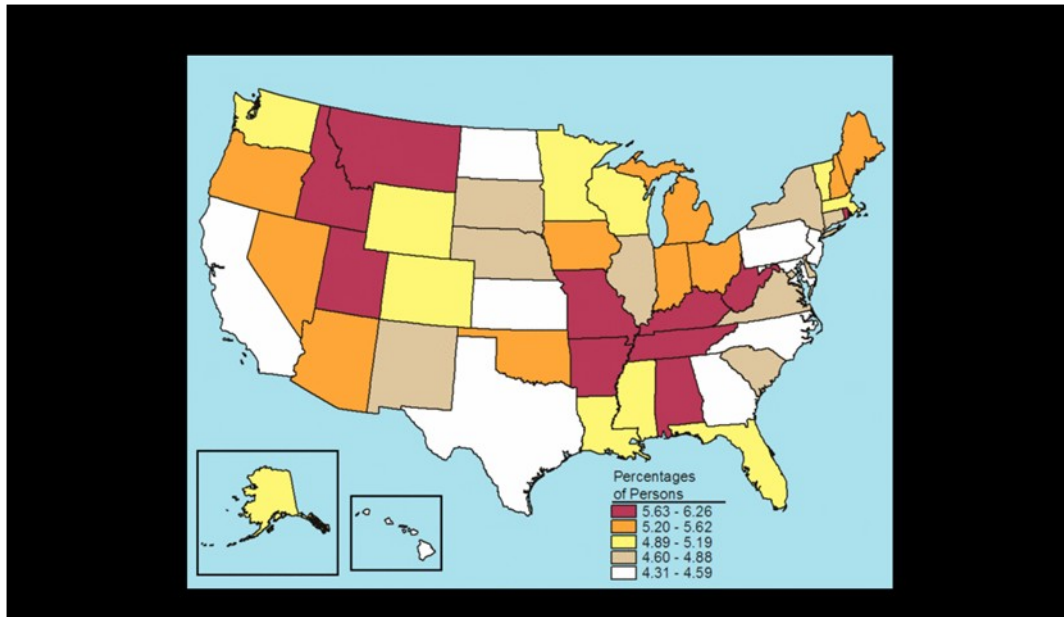 Percentages
of Persons
5.63 - 6.26
5.20 - 5.62
4.89 - 5.19
4.60 - 4.88
4.31 - 4.59